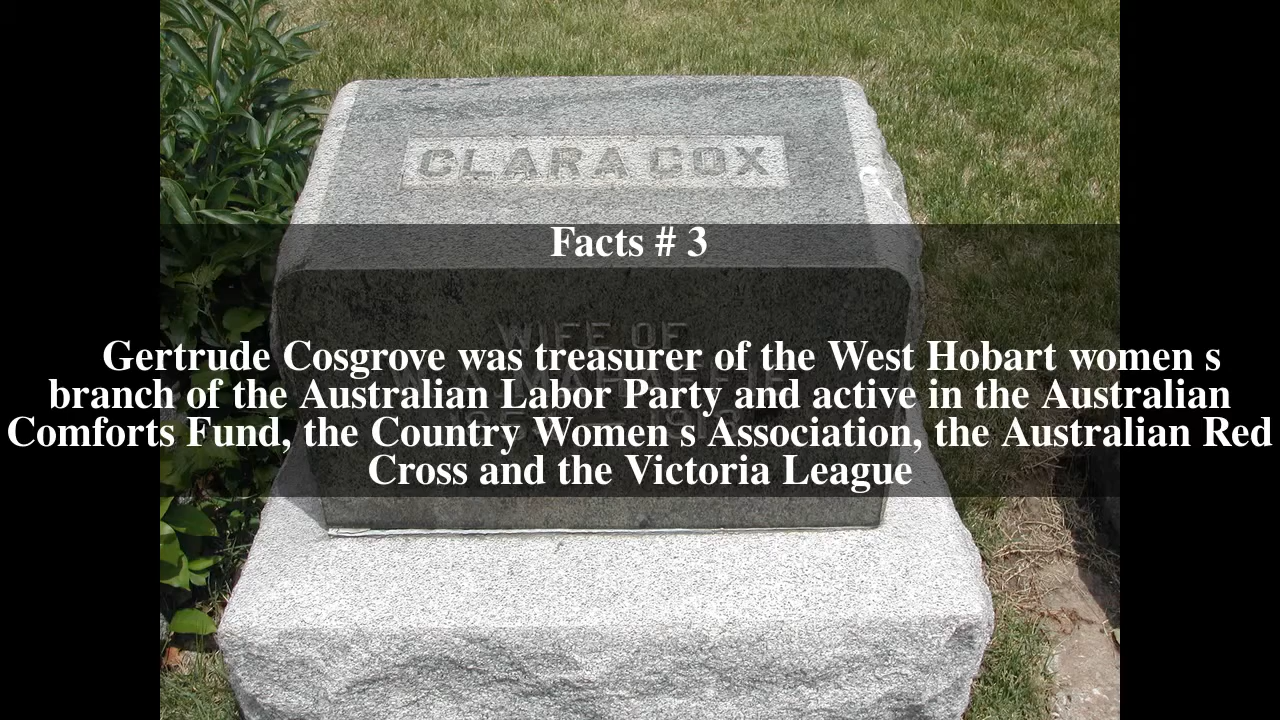 CLARA COX
Facts # 3
WIFE OF
Gertrude Cosgrove was treasurer of the West Hobart women s
branch of the Australian Labor Party and active in the Australian
Comforts Fund, the Country Women s Association, the Australian Red
Cross and the Victoria League